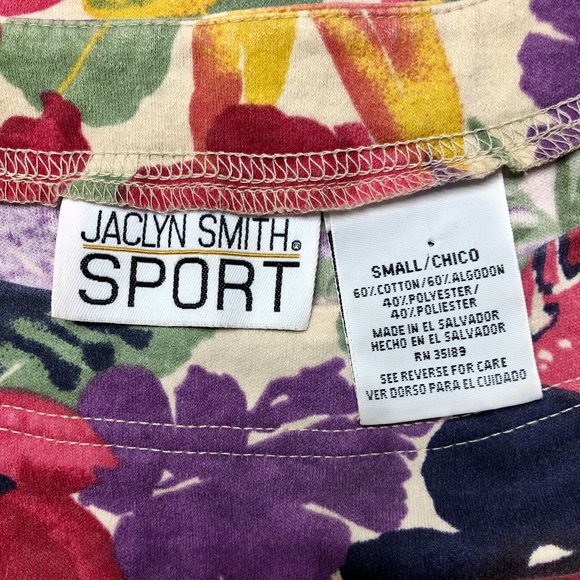 JACLYN SMITH®
SPORT
SMALL/CHICO
60%COTTON/60%ALGODON
40%POLYESTER/
40%POLIESTER
MADE IN EL SALVADOR
HECHO EN EL SALVADOR
RN 35189
SEE REVERSE FOR CARE
VER DORSO PARA EL CUIDADO